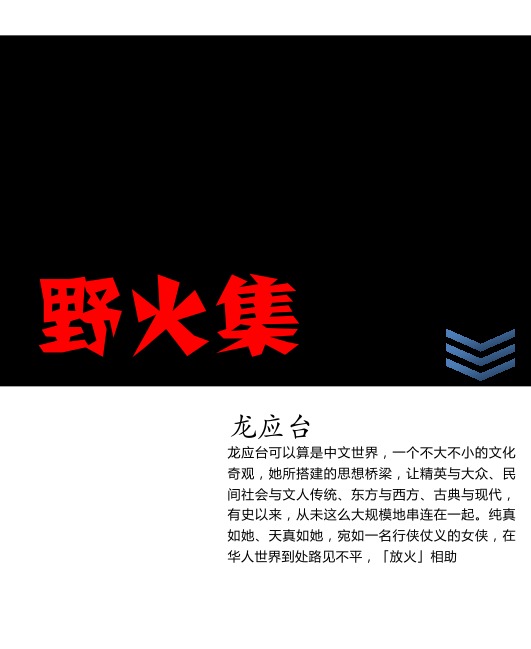 野火集
龙应台
龙应台可以算是中文世界，一个不大不小的文化
奇观，她所搭建的思想桥梁，让精英与大众、民
间社会与文人传统、东方与西方、古典与现代，
有史以来，从未这么大规模地串连在一起。纯真
如她、天真如她，宛如一名行侠仗义的女侠，在
华人世界到处路见不平，「放火」相助